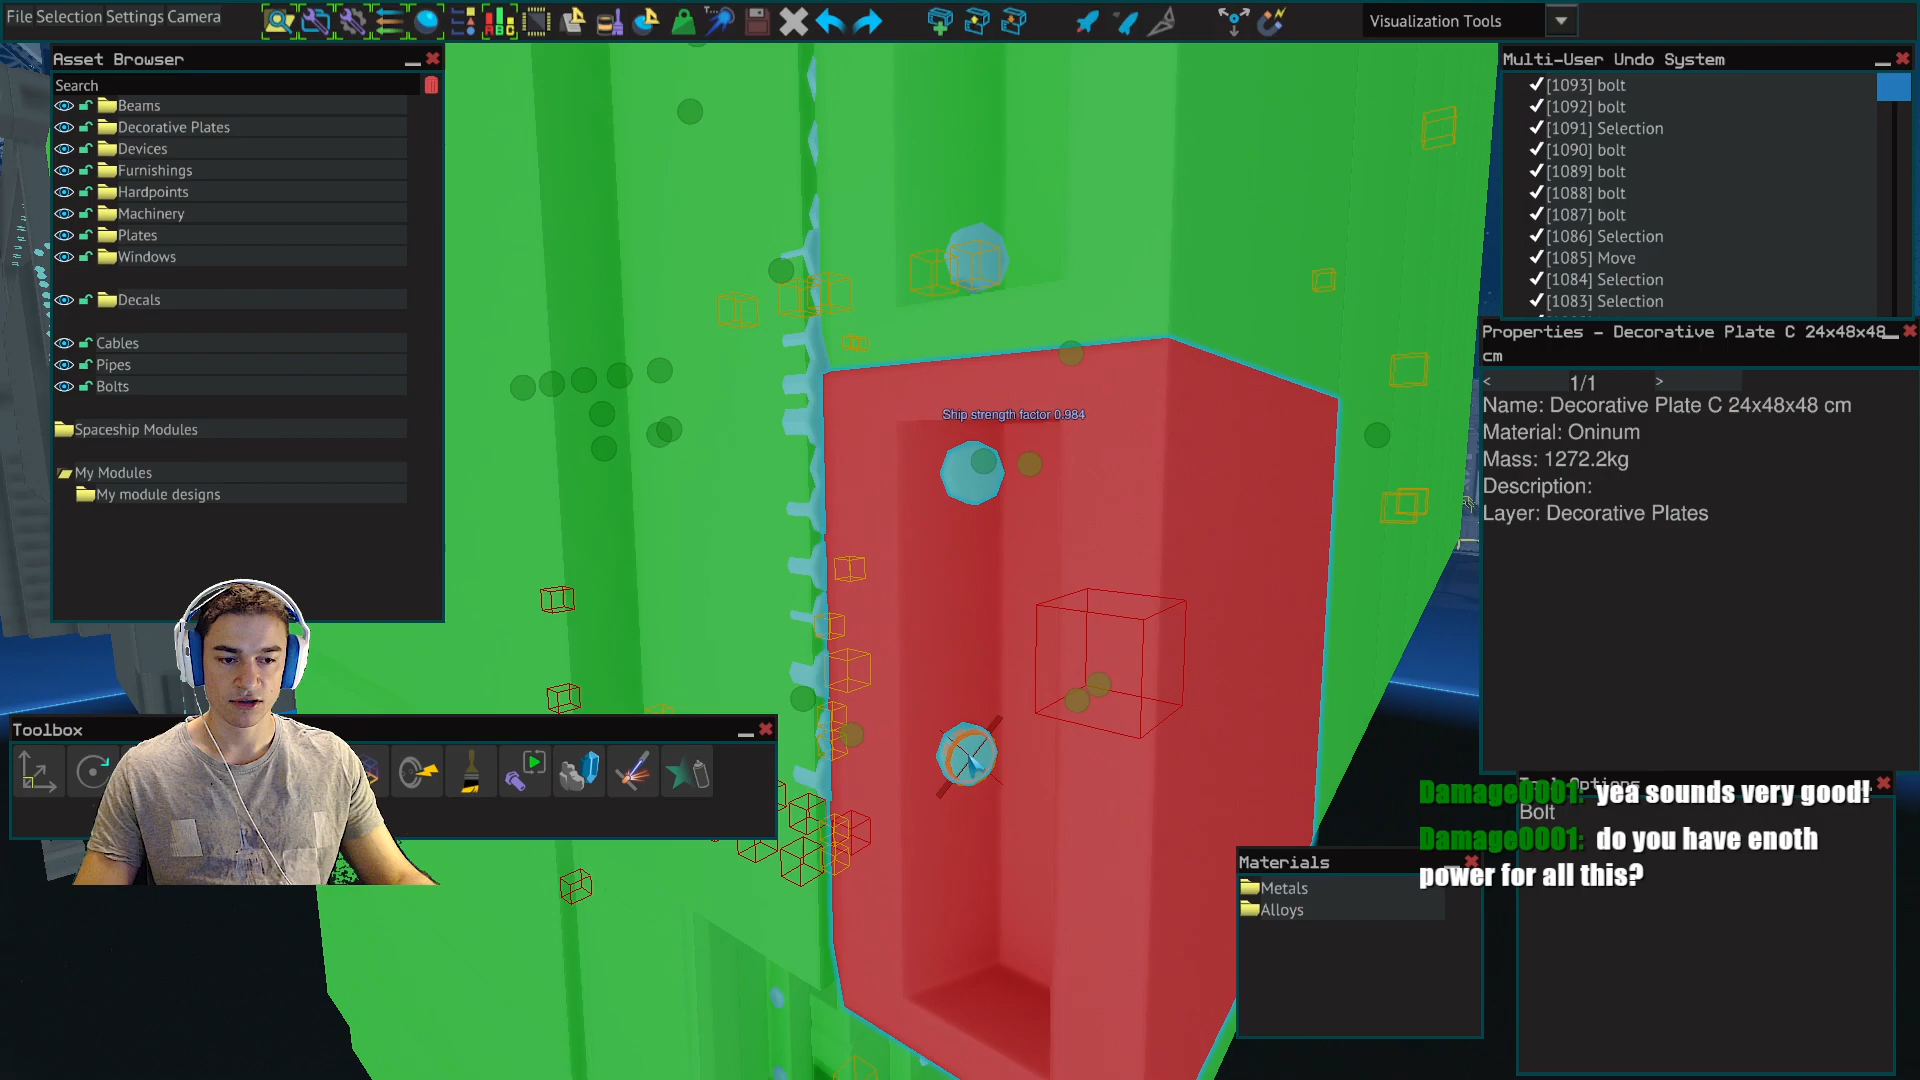 File Selection Settings Camera
Visualization Tools
Asset Browser
Search
Beams
Decorative Plates
Devices
Furnishings
Hardpoints
Machinery
Plates
Windows
Decals
Cables
Pipes
Bolts
Spaceship Modules
My Modules
My module designs
Multi-User Undo System
[1093] bolt
[1092] bolt
[1091] Selection
[1090] bolt
[1089] bolt
[1088] bolt
[1087] bolt
[1086] Selection
[1085] Move
[1084] Selection
[1083] Selection
Properties - Decorative Plate C 24x48x48
cm
< 1/1 >
Name: Decorative Plate C 24x48x48 cm
Material: Oninum
Mass: 1272.2kg
Description:
Layer: Decorative Plates
Ship strength factor 0.984
Toolbox
ABC
Tool Options
Bolt
Damage0001: yea sounds very good!
Damage0001: do you have enoth
power for all this?
Materials
Metals
Alloys